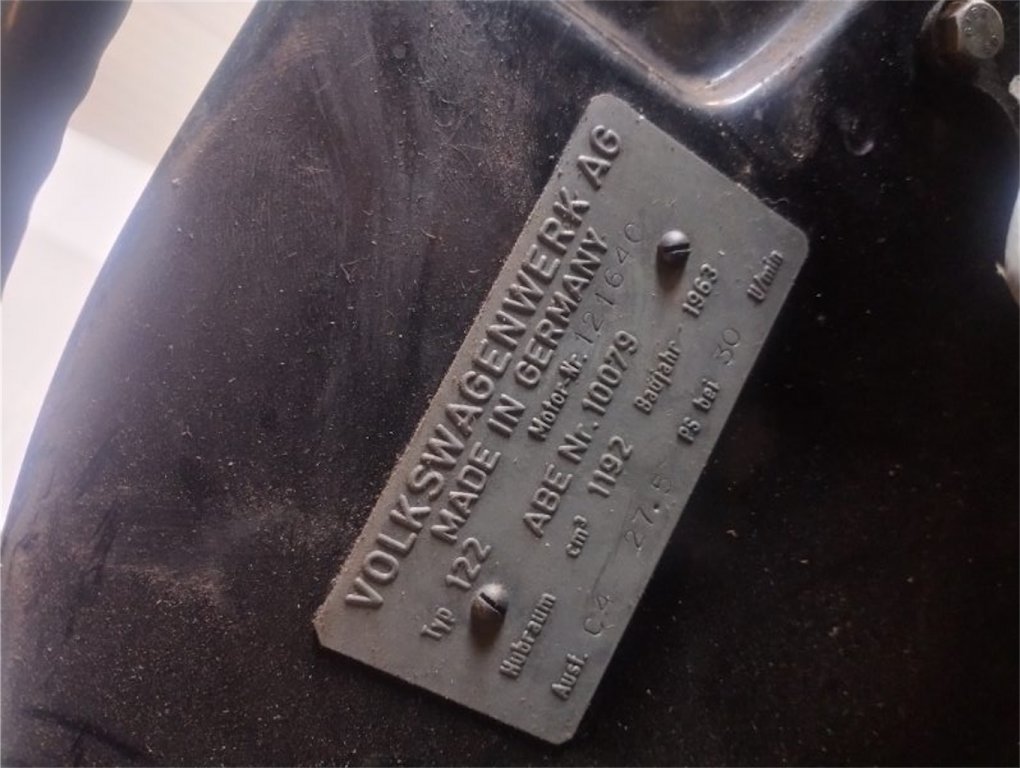 VOLKSWAGENWERK AG
MADE IN GERMANY
Typ 122 Motor-Nr. 121640
ABE Nr. 10079
Hubraum cm³ 1192 Baujahr 1963
Ausf. C4 27.5 PS bei 30 U/min